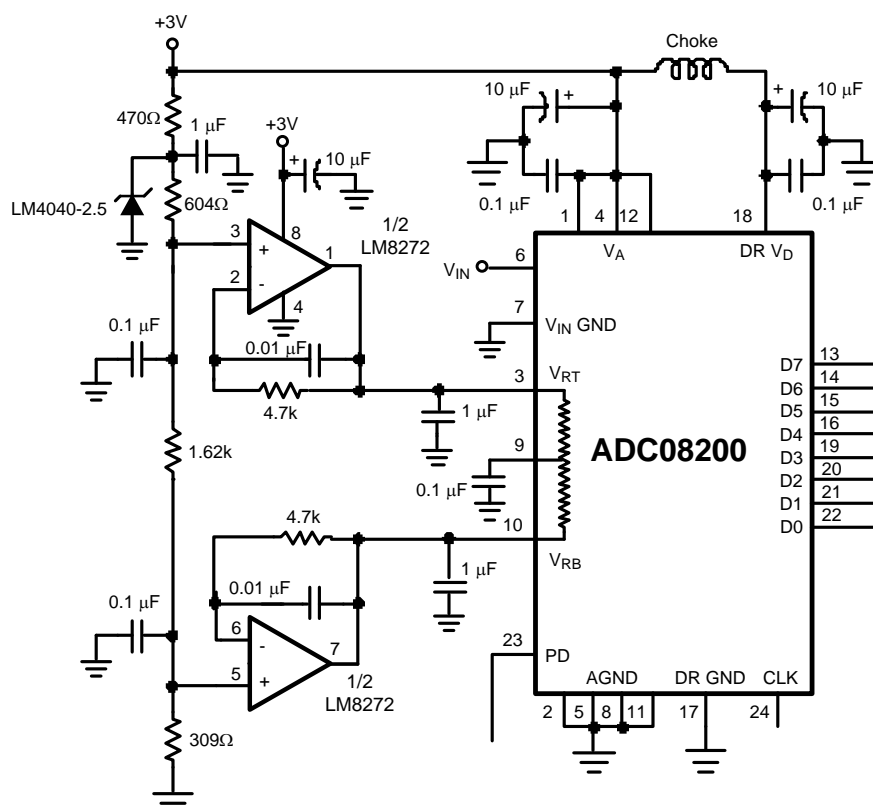 +3V
Choke
470Ω
1 μF
+3V
10 μF
10 μF
+
+
10 μF
+
0.1 μF
0.1 μF
LM4040-2.5
604Ω
1/2
LM8272
1
4
12
18
3
+
8
1
2
-
4
V_A
DR V_D
V_IN
6
7
V_IN GND
0.1 μF
0.01 μF
4.7k
3
V_RT
1 μF
D7
13
D6
14
D5
15
D4
16
D3
19
D2
20
D1
21
D0
22
1.62k
9
ADC08200
0.1 μF
4.7k
10
V_RB
0.01 μF
1 μF
0.1 μF
6
-
7
5
+
1/2
LM8272
23
PD
AGND
DR GND
CLK
2
5
8
11
17
24
309Ω